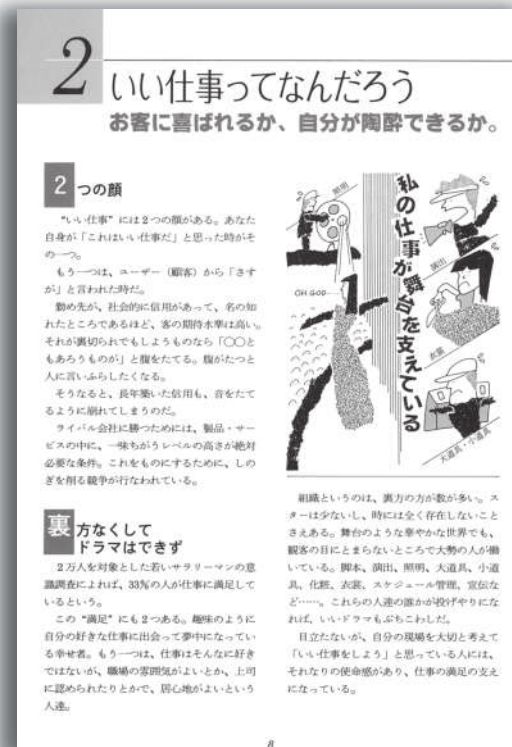 2
いい仕事ってなんだろう
お客に喜ばれるか、自分が陶酔できるか。
2 つの顔
“いい仕事”には2つの顔がある。あなた
自身が「これはいい仕事だ」と思った時がそ
の一つ。
もう一つは、ユーザー（顧客）から「さす
が」と言われた時だ。
勤め先が、社会的に信用があって、名の知
れたところであるほど、客の期待水準は高い。
それが裏切られでもしようものなら「○○と
もあろうものが」と腹をたてる。腹がたつと
人に言いふらしたくなる。
そうなると、長年築いた信用も、音をたて
るように崩れてしまうのだ。
ライバル会社に勝つためには、製品・サー
ビスの中に、一味ちがうレベルの高さが絶対
必要な条件。これをものにするために、しの
ぎを削る競争が行なわれている。
裏 方なくして
ドラマはできず
2万人を対象とした若いサラリーマンの意
識調査によれば、33%の人が仕事に満足して
いるという。
この“満足”にも2つある。趣味のように
自分の好きな仕事に出会って夢中になってい
る幸せ者。もう一つは、仕事はそんなに好き
ではないが、職場の雰囲気がよいとか、上司
に認められたりとかで、居心地がよいという
人達。
私の仕事が舞台を支えている
照明
OH GOD
演出
衣裳
大道具・小道具
組織というのは、裏方の方が数が多い。ス
ターは少ないし、時には全く存在しないこと
さえある。舞台のような華やかな世界でも、
観客の目にとまらないところで大勢の人が働
いている。脚本、演出、照明、大道具、小道
具、化粧、衣裳、スケジュール管理、宣伝な
ど……。これらの人達の誰かが投げやりにな
れば、いいドラマもぶちこわしだ。
目立たないが、自分の現場を大切と考えて
「いい仕事をしよう」と思っている人には、
それなりの使命感があり、仕事の満足の支え
になっている。
8